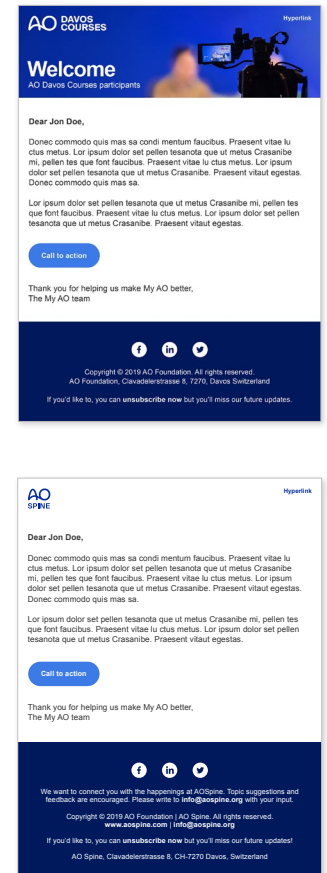 AO DAVOS
COURSES
Hyperlink
Welcome
AO Davos Courses participants
Dear Jon Doe,
Donec commodo quis mas sa condi mentum faucibus. Praesent vitae lu
ctus metus. Lor ipsum dolor set pellen tesanota que ut metus Crasanibe
mi, pellen tes que font faucibus. Praesent vitae lu ctus metus. Lor ipsum
dolor set pellen tesanota que ut metus Crasanibe. Praesent vitaut egestas.
Donec commodo quis mas sa.
Lor ipsum dolor set pellen tesanota que ut metus Crasanibe mi, pellen tes
que font faucibus. Praesent vitae lu ctus metus. Lor ipsum dolor set pellen
tesanota que ut metus Crasanibe. Praesent vitaut egestas.
Call to action
Thank you for helping us make My AO better,
The My AO team
Copyright © 2019 AO Foundation. All rights reserved.
AO Foundation, Clavadelerstrasse 8, 7270, Davos Switzerland
If you'd like to, you can unsubscribe now but you'll miss our future updates.
AO
SPINE
Hyperlink
Dear Jon Doe,
Donec commodo quis mas sa condi mentum faucibus. Praesent vitae lu
ctus metus. Lor ipsum dolor set pellen tesanota que ut metus Crasanibe
mi, pellen tes que font faucibus. Praesent vitae lu ctus metus. Lor ipsum
dolor set pellen tesanota que ut metus Crasanibe. Praesent vitaut egestas.
Donec commodo quis mas sa.
Lor ipsum dolor set pellen tesanota que ut metus Crasanibe mi, pellen tes
que font faucibus. Praesent vitae lu ctus metus. Lor ipsum dolor set pellen
tesanota que ut metus Crasanibe. Praesent vitaut egestas.
Call to action
Thank you for helping us make My AO better,
The My AO team
We want to connect you with the happenings at AOSpine. Topic suggestions and
feedback are encouraged. Please write to info@aospine.org with your input.
Copyright © 2019 AO Foundation | AO Spine. All rights reserved.
www.aospine.com | info@aospine.org
If you'd like to, you can unsubscribe now but you'll miss our future updates!
AO Spine, Clavadelerstrasse 8, CH-7270 Davos, Switzerland